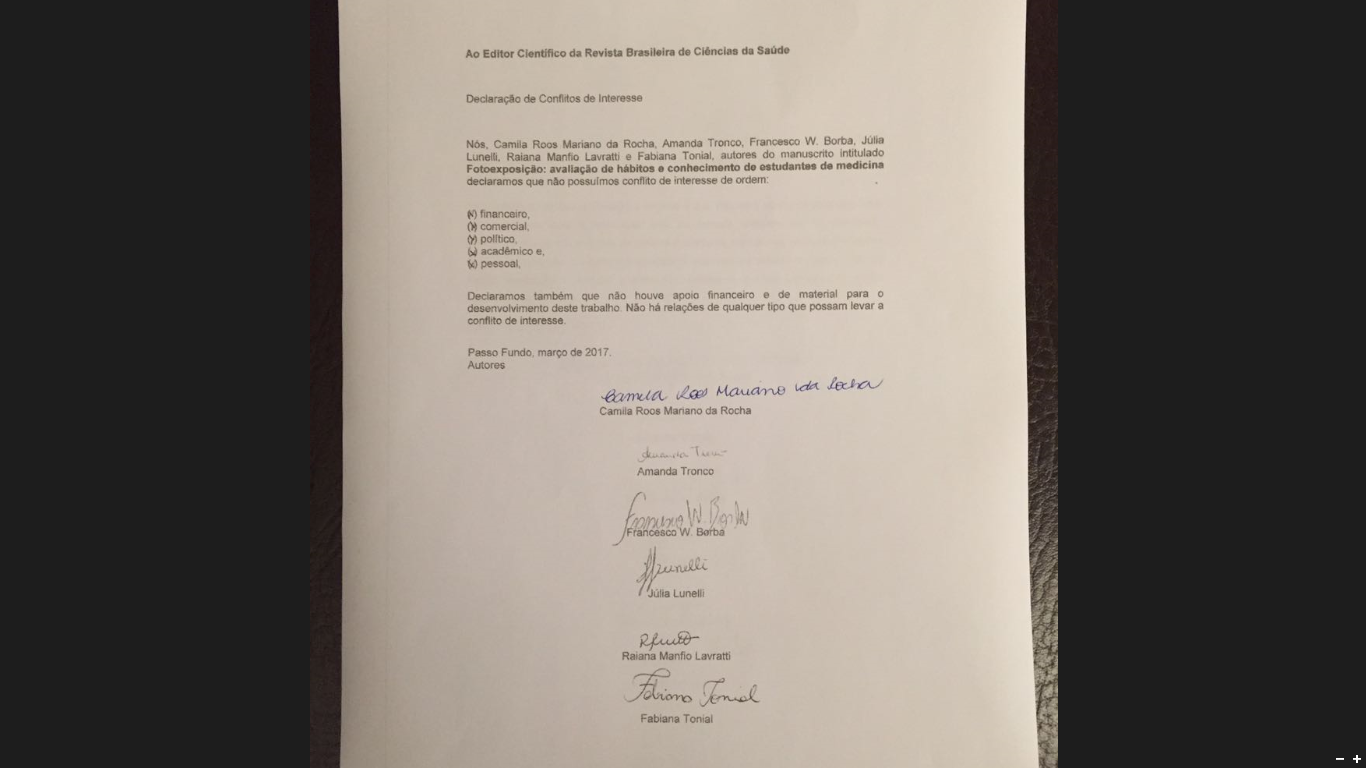 Ao Editor Científico da Revista Brasileira de Ciências da Saúde
Declaração de Conflitos de Interesse
Nós, Camila Roos Mariano da Rocha, Amanda Tronco, Francesco W. Borba, Júlia
Lunelli, Raiana Manfio Lavratti e Fabiana Tonial, autores do manuscrito intitulado
Fotoexposição: avaliação de hábitos e conhecimento de estudantes de medicina
declaramos que não possuímos conflito de interesse de ordem:
(x) financeiro,
(x) comercial,
(x) político,
(x) acadêmico e,
(x) pessoal,
Declaramos também que não houve apoio financeiro e de material para o
desenvolvimento deste trabalho. Não há relações de qualquer tipo que possam levar a
conflito de interesse.
Passo Fundo, março de 2017.
Autores
Camila Roos Mariano da Rocha
Camila Roos Mariano da Rocha
Amanda Tronco
Amanda Tronco
Francesco W. Borba
Francesco W. Borba
JLunelli
Júlia Lunelli
Raiana Manfio Lavratti
Fabiana Tonial
Fabiana Tonial